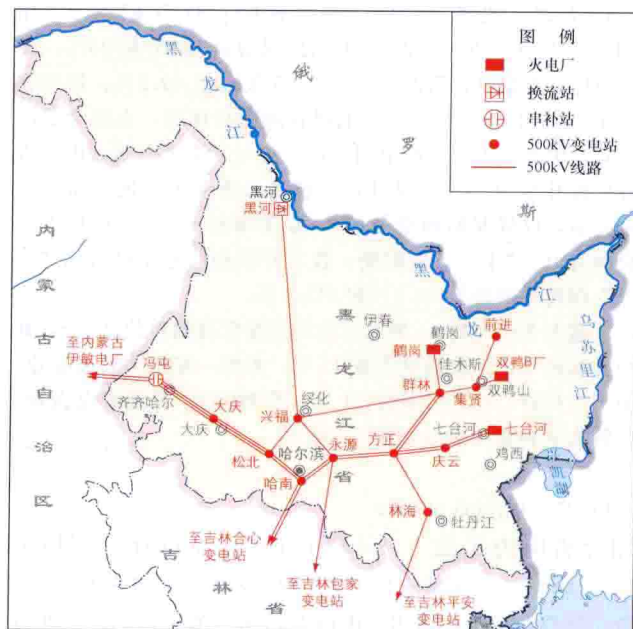 图 例
火电厂
换流站
串补站
500kV变电站
500kV线路
黑
龙
江
俄
罗
斯
黑河
黑河
内
蒙
古
自
治
区
黑
龙
江
省
黑
龙
江
乌
苏
里
江
伊春
鹤岗
鹤岗
前进
佳木斯
双鸭B厂
群林
集贤
双鸭山
至内蒙古
伊敏电厂
冯屯
齐齐哈尔
大庆
大庆
兴福
绥化
松北
哈尔滨
哈南
永源
方正
七台河
七台河
庆云
鸡西
兴凯湖
林海
牡丹江
至吉林合心
变电站
至吉林包家
变电站
至吉林平安
变电站
吉
林
省